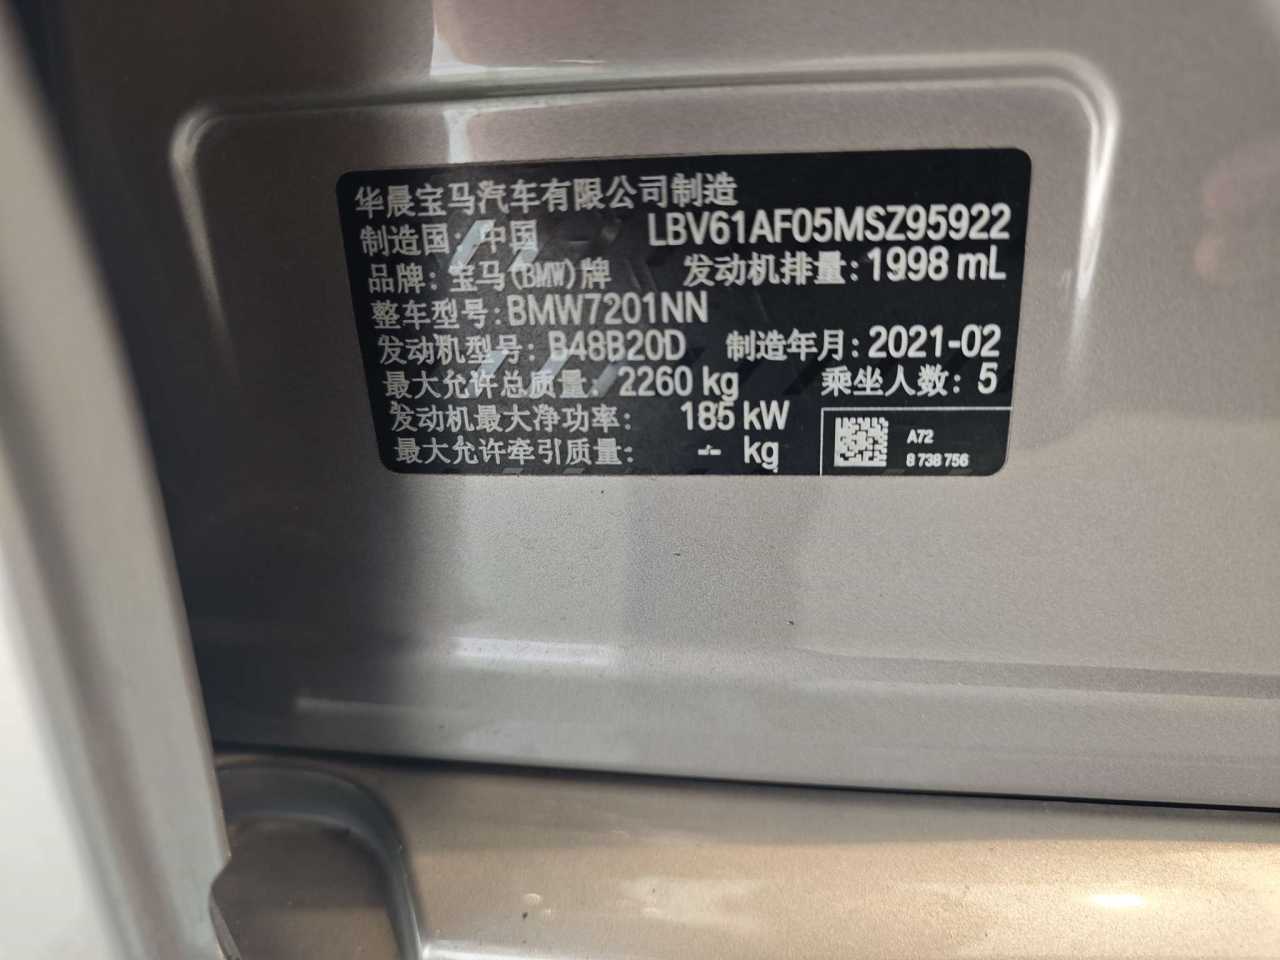 华晨宝马汽车有限公司制造
制造国：中国 LBV61AF05MSZ95922
品牌：宝马(BMW)牌 发动机排量：1998 mL
整车型号：BMW7201NN
发动机型号：B48B20D 制造年月：2021-02
最大允许总质量：2260 kg 乘坐人数：5
发动机最大净功率： 185 kW
最大允许牵引质量： -- kg
A72
8 738 756